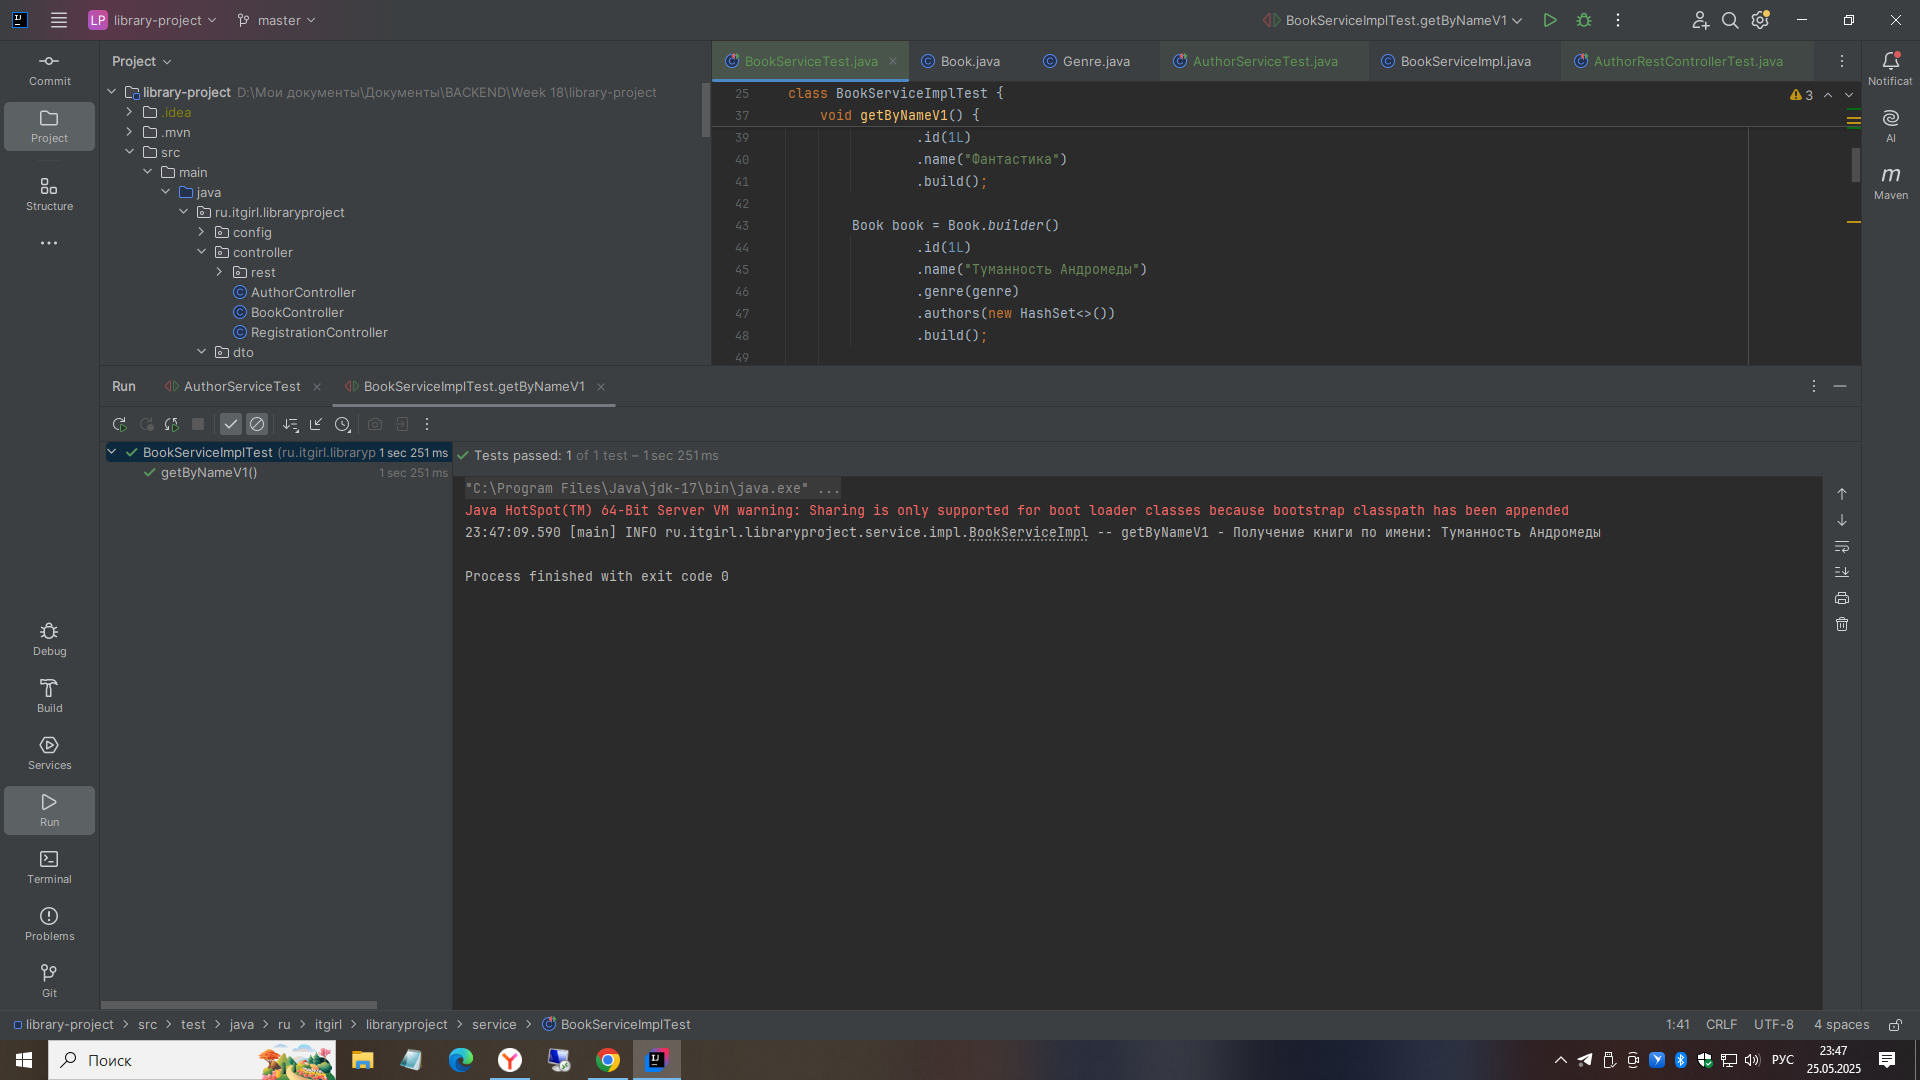 LP library-project master BookServiceImplTest.getByNameV1
Commit
Project
Structure
Debug
Build
Services
Run
Terminal
Problems
Git
Project
library-project D:\Мои документы\Документы\BACKEND\Week 18\library-project
.idea
.mvn
src
main
java
ru.itgirl.libraryproject
config
controller
rest
AuthorController
BookController
RegistrationController
dto
BookServiceTest.java Book.java Genre.java AuthorServiceTest.java BookServiceImpl.java AuthorRestControllerTest.java
3
25 class BookServiceImplTest {
37 void getByNameV1() {
39 .id(1L)
40 .name("Фантастика")
41 .build();
42
43 Book book = Book.builder()
44 .id(1L)
45 .name("Туманность Андромеды")
46 .genre(genre)
47 .authors(new HashSet<>())
48 .build();
49
Notificat
AI
m
Maven
Run AuthorServiceTest BookServiceImplTest.getByNameV1
BookServiceImplTest (ru.itgirl.libraryp 1 sec 251 ms
getByNameV1() 1 sec 251 ms
Tests passed: 1 of 1 test – 1 sec 251 ms
"C:\Program Files\Java\jdk-17\bin\java.exe" ...
Java HotSpot(TM) 64-Bit Server VM warning: Sharing is only supported for boot loader classes because bootstrap classpath has been appended
23:47:09.590 [main] INFO ru.itgirl.libraryproject.service.impl.BookServiceImpl -- getByNameV1 - Получение книги по имени: Туманность Андромеды
Process finished with exit code 0
library-project > src > test > java > ru > itgirl > libraryproject > service > BookServiceImplTest
1:41 CRLF UTF-8 4 spaces
Поиск
РУС
23:47
25.05.2025